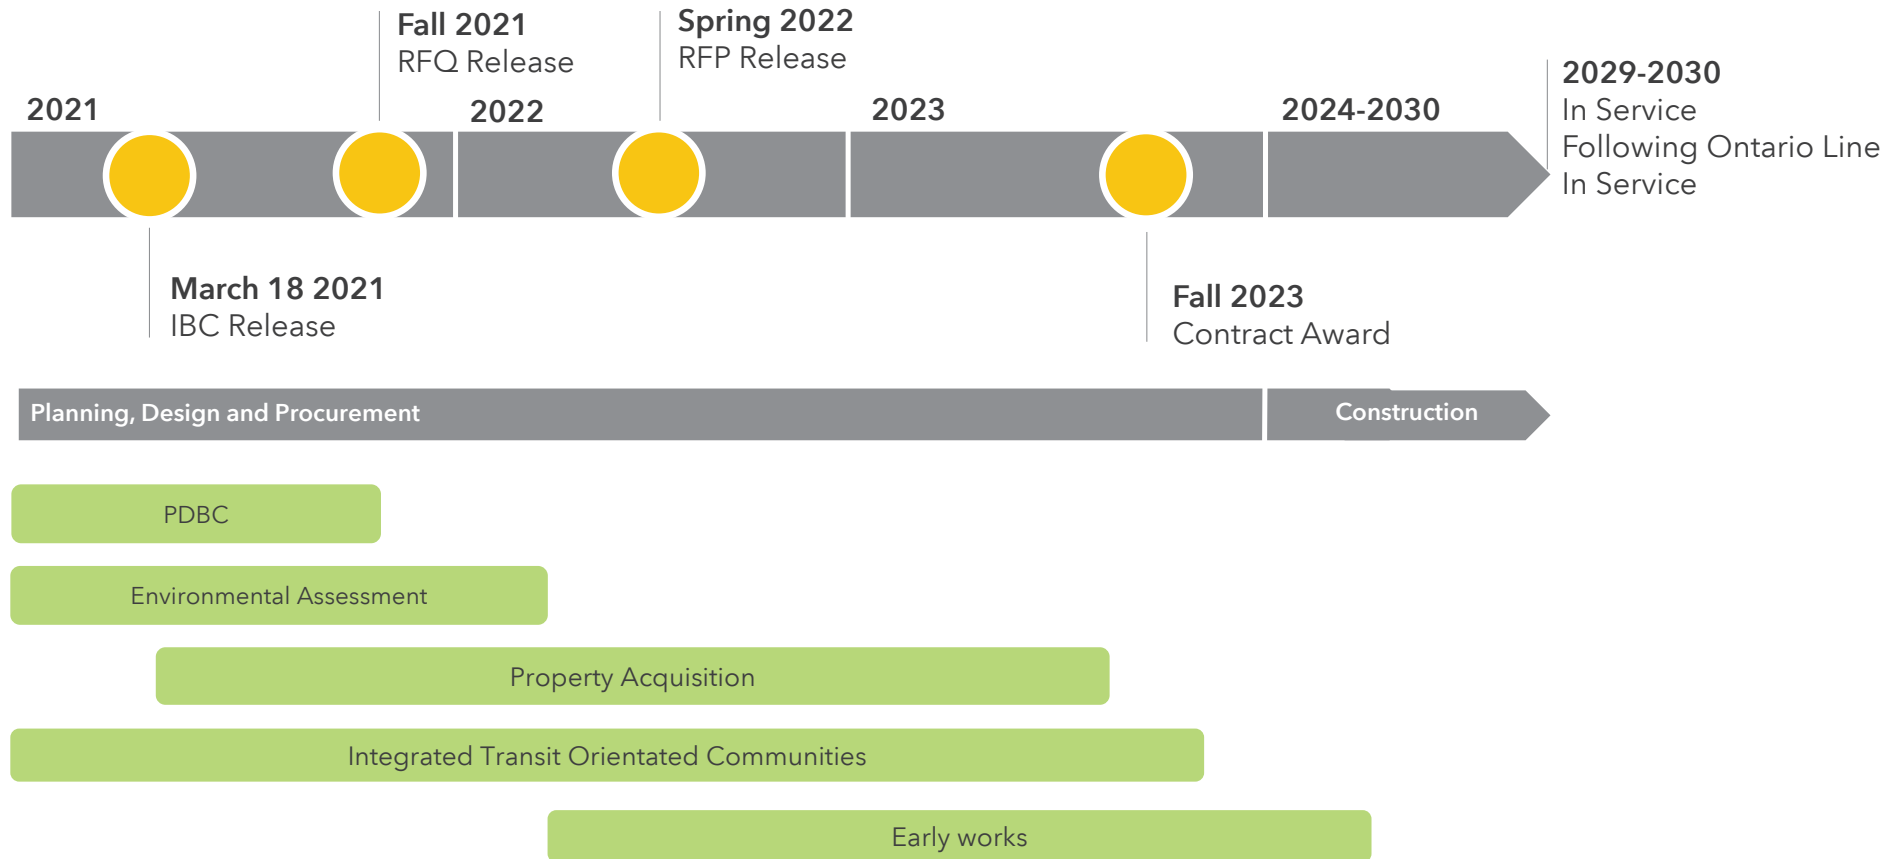 Fall 2021
RFQ Release
Spring 2022
RFP Release
2029-2030
In Service
Following Ontario Line
In Service
2021
2022
2023
2024-2030
March 18 2021
IBC Release
Fall 2023
Contract Award
Planning, Design and Procurement
Construction
PDBC
Environmental Assessment
Property Acquisition
Integrated Transit Orientated Communities
Early works